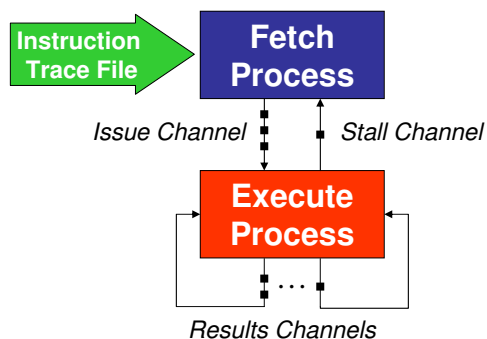 Instruction
Trace File
Fetch
Process
Issue Channel
Stall Channel
Execute
Process
...
Results Channels